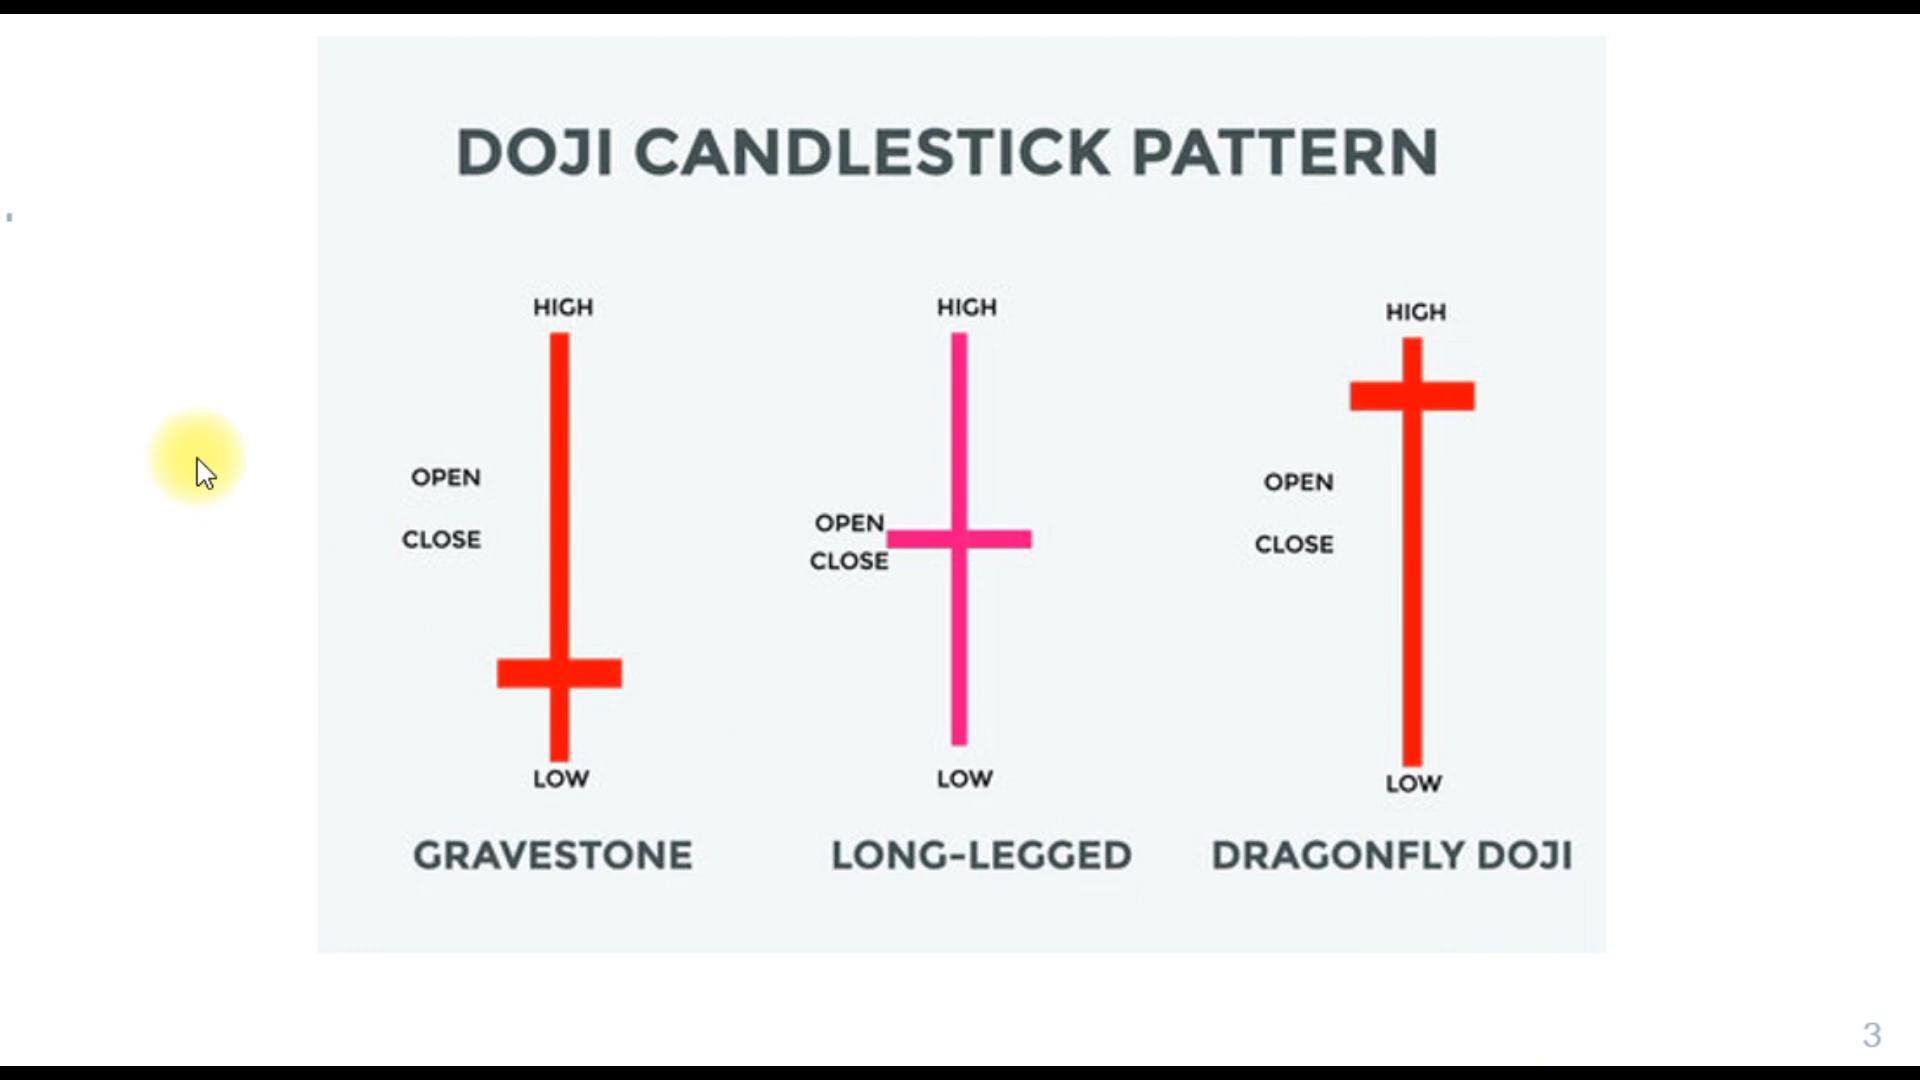 DOJI CANDLESTICK PATTERN
HIGH
OPEN
CLOSE
LOW
GRAVESTONE
HIGH
OPEN
CLOSE
LOW
LONG-LEGGED
HIGH
OPEN
CLOSE
LOW
DRAGONFLY DOJI
3